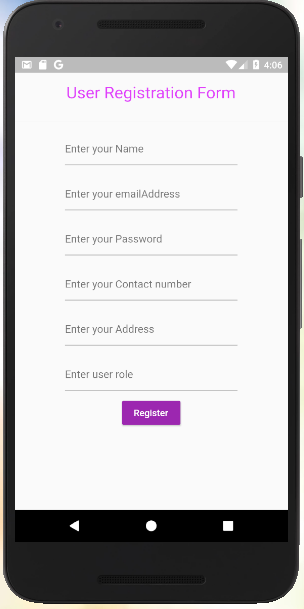 4:06
User Registration Form
Enter your Name
Enter your emailAddress
Enter your Password
Enter your Contact number
Enter your Address
Enter user role
Register